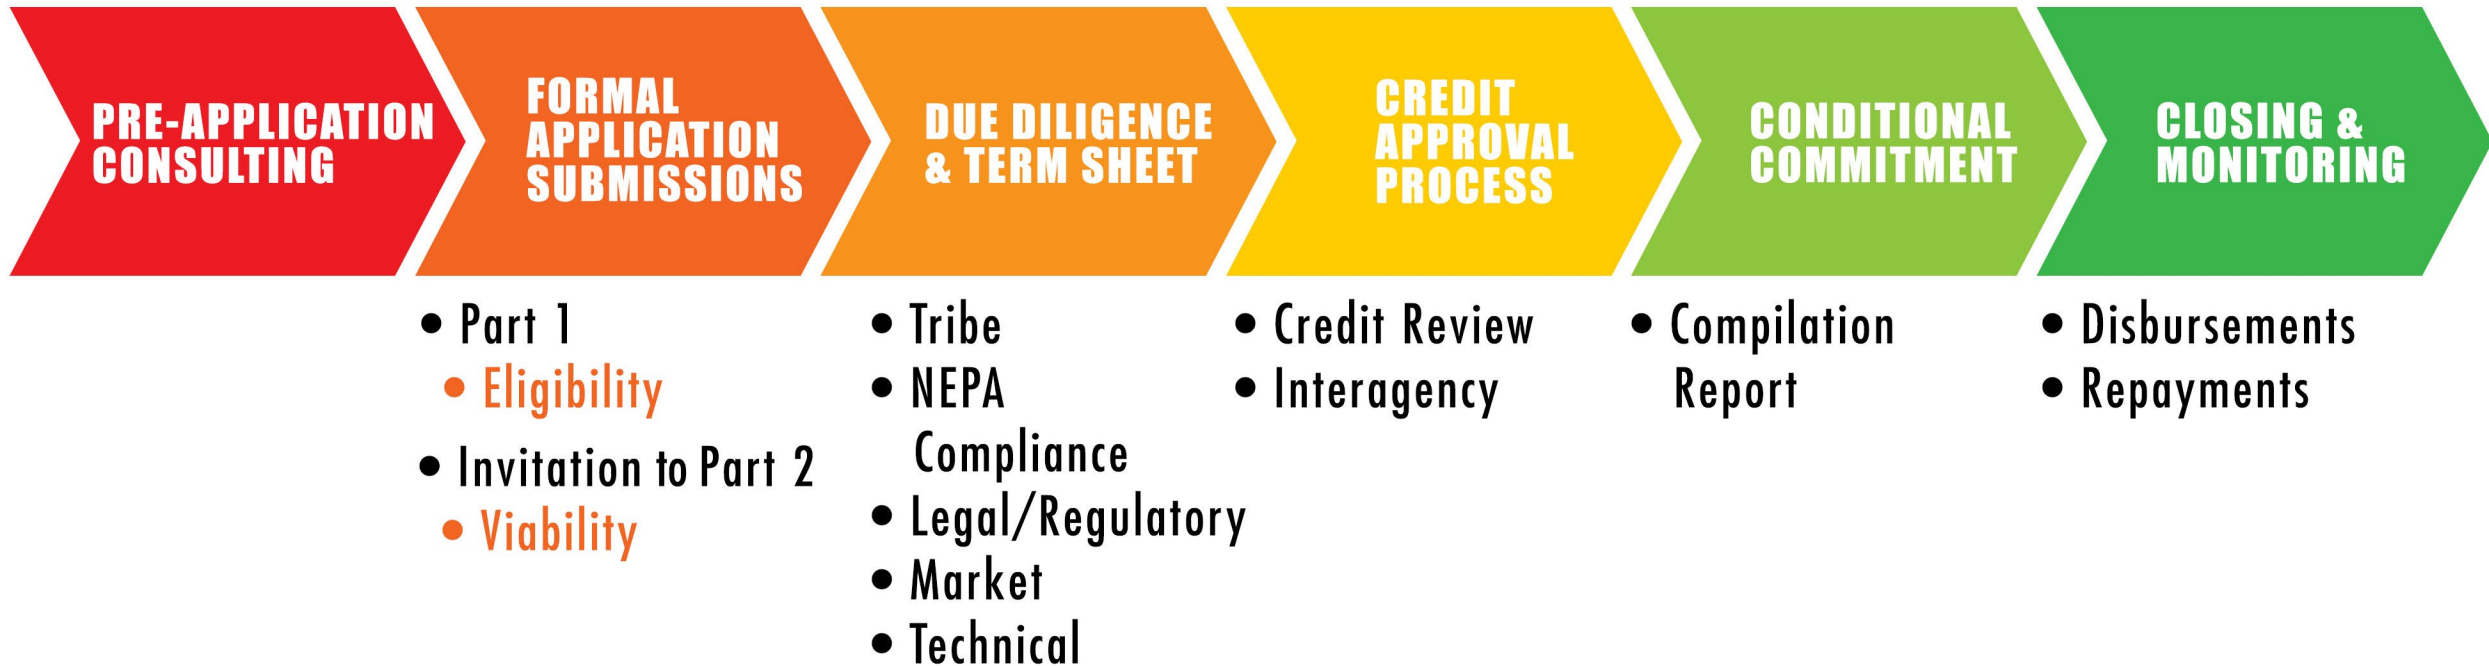 PRE-APPLICATION
CONSULTING
FORMAL
APPLICATION
SUBMISSIONS
• Part 1
• Eligibility
• Invitation to Part 2
• Viability
DUE DILIGENCE
& TERM SHEET
• Tribe
• NEPA
Compliance
• Legal/Regulatory
• Market
• Technical
CREDIT
APPROVAL
PROCESS
• Credit Review
• Interagency
CONDITIONAL
COMMITMENT
• Compilation
Report
CLOSING &
MONITORING
• Disbursements
• Repayments